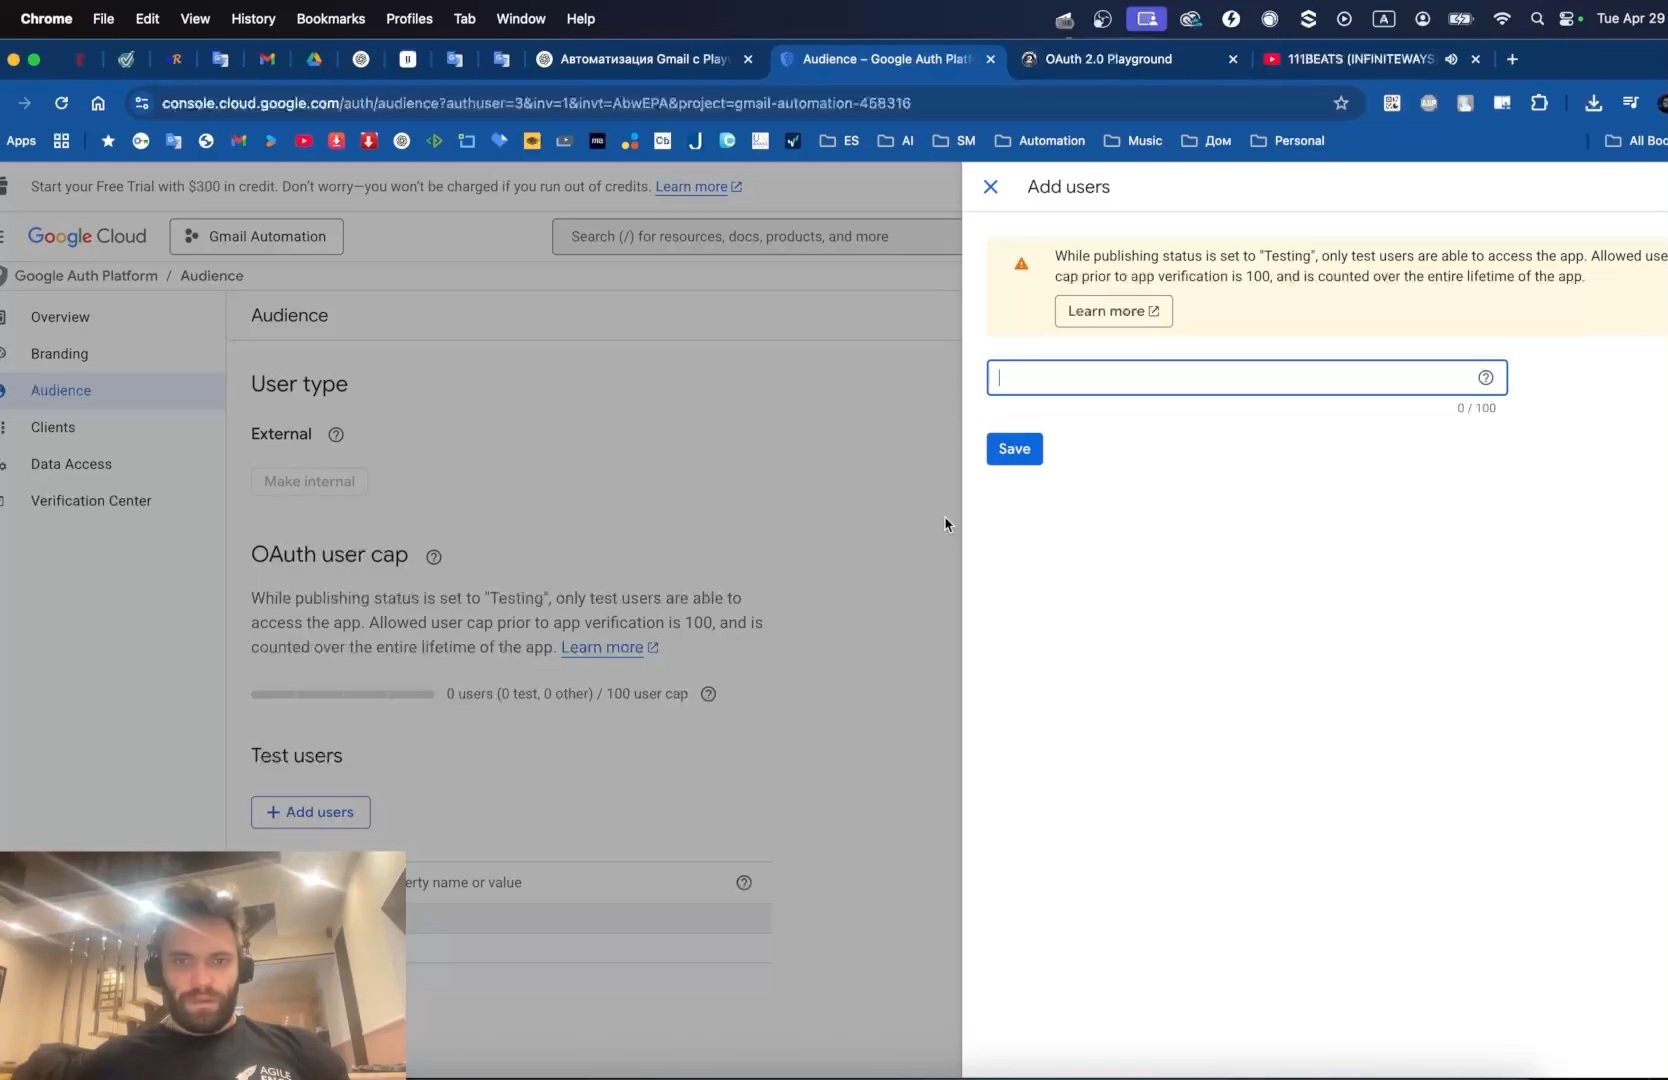 Chrome File Edit View History Bookmarks Profiles Tab Window Help
A
Tue Apr 29
Автоматизация Gmail с Play
Audience – Google Auth Platf
OAuth 2.0 Playground
111BEATS (INFINITEWAYS
console.cloud.google.com/auth/audience?authuser=3&inv=1&invt=AbwEPA&project=gmail-automation-458316
Apps
ES
AI
SM
Automation
Music
Дом
Personal
All Boo
Start your Free Trial with $300 in credit. Don't worry—you won't be charged if you run out of credits. Learn more
Google Cloud
Gmail Automation
Search (/) for resources, docs, products, and more
Google Auth Platform / Audience
Overview
Branding
Audience
Clients
Data Access
Verification Center
Audience
User type
External
Make internal
OAuth user cap
While publishing status is set to "Testing", only test users are able to
access the app. Allowed user cap prior to app verification is 100, and is
counted over the entire lifetime of the app. Learn more
0 users (0 test, 0 other) / 100 user cap
Test users
+ Add users
erty name or value
Add users
While publishing status is set to "Testing", only test users are able to access the app. Allowed use
cap prior to app verification is 100, and is counted over the entire lifetime of the app.
Learn more
0 / 100
Save
AGILE